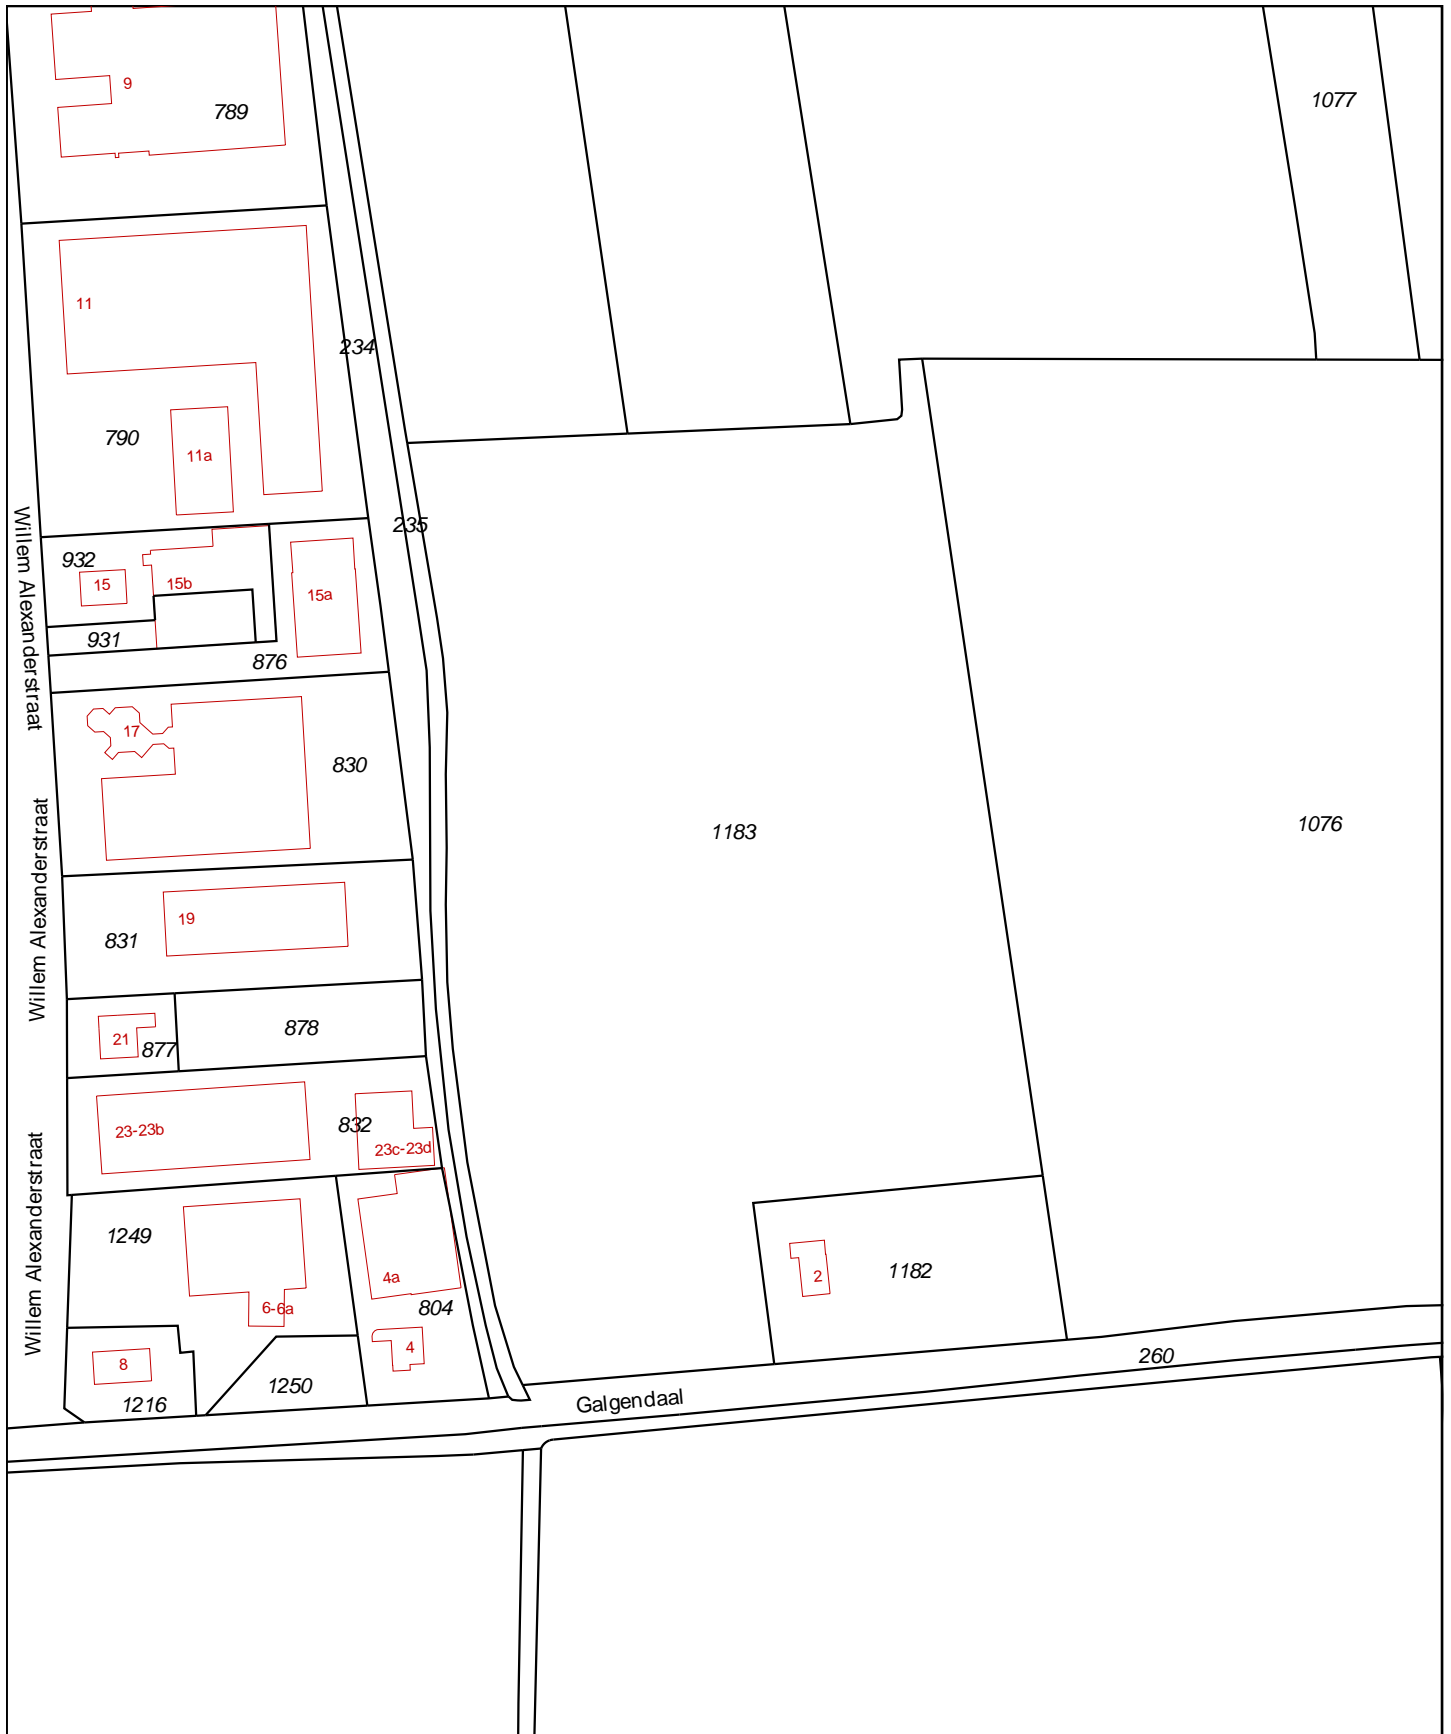 9
789
1077
11
234
790
11a
235
Willem Alexanderstraat
932
15
15b
15a
931
876
17
830
1183
1076
Willem Alexanderstraat
19
831
878
21
877
832
23-23b
23c-23d
Willem Alexanderstraat
1249
1182
4a
2
6-6a
804
4
260
8
1250
1216
Galgendaal